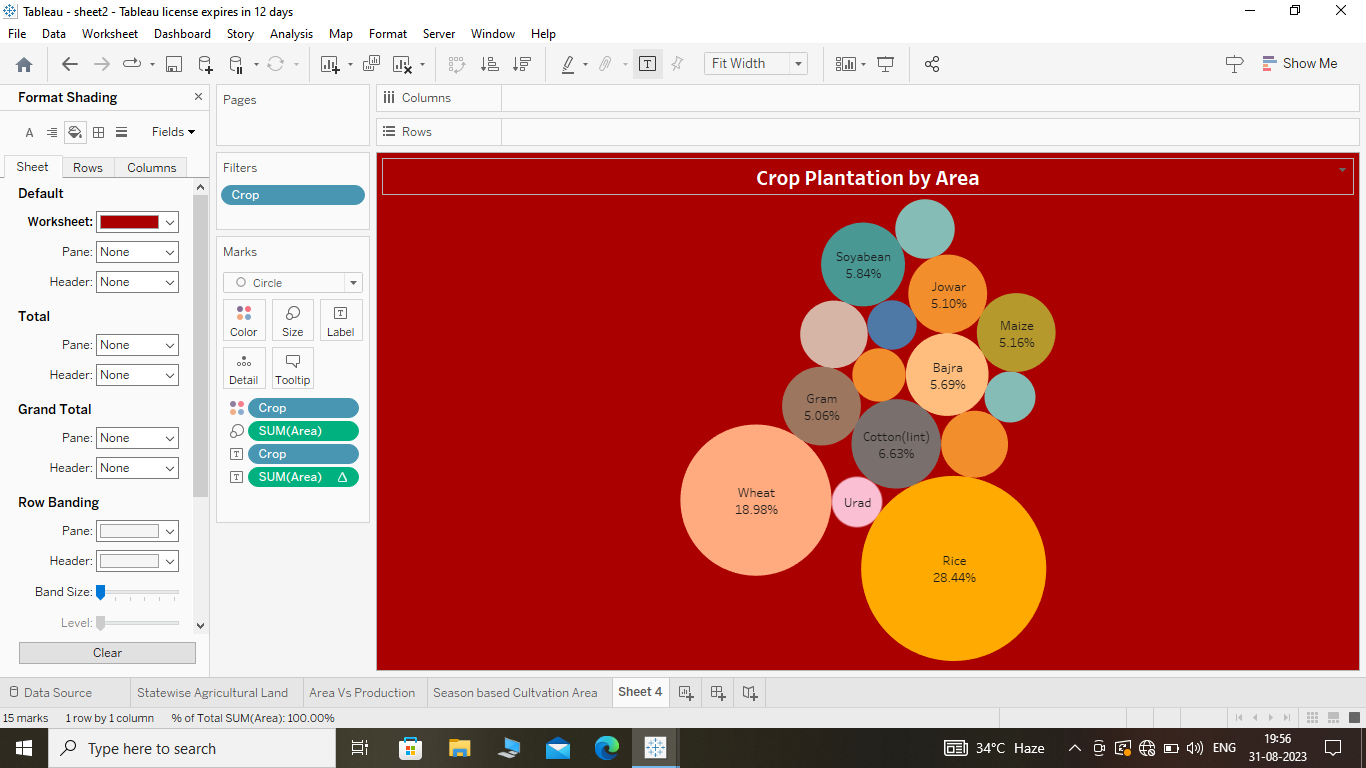 Tableau - sheet2 - Tableau license expires in 12 days
File Data Worksheet Dashboard Story Analysis Map Format Server Window Help
Fit Width
Show Me
Format Shading
Fields
Sheet Rows Columns
Default
Worksheet:
Pane: None
Header: None
Total
Pane: None
Header: None
Grand Total
Pane: None
Header: None
Row Banding
Pane:
Header:
Band Size:
Level:
Clear
Pages
Filters
Crop
Marks
Circle
Color Size Label
Detail Tooltip
Crop
SUM(Area)
Crop
SUM(Area)
Columns
Rows
Crop Plantation by Area
Soyabean
5.84%
Jowar
5.10%
Maize
5.16%
Bajra
5.69%
Gram
5.06%
Cotton(lint)
6.63%
Wheat
18.98%
Urad
Rice
28.44%
Data Source Statewise Agricultural Land Area Vs Production Season based Cultvation Area Sheet 4
15 marks 1 row by 1 column % of Total SUM(Area): 100.00%
Type here to search
34°C Haze
ENG
19:56
31-08-2023